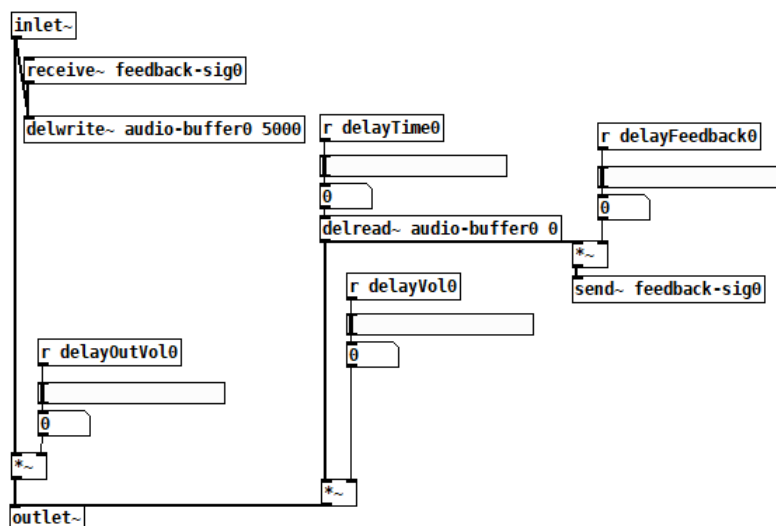 inlet~
receive~ feedback-sig0
delwrite~ audio-buffer0 5000
r delayTime0
0
delread~ audio-buffer0 0
r delayFeedback0
0
*~
send~ feedback-sig0
r delayVol0
0
*~
r delayOutVol0
0
*~
outlet~